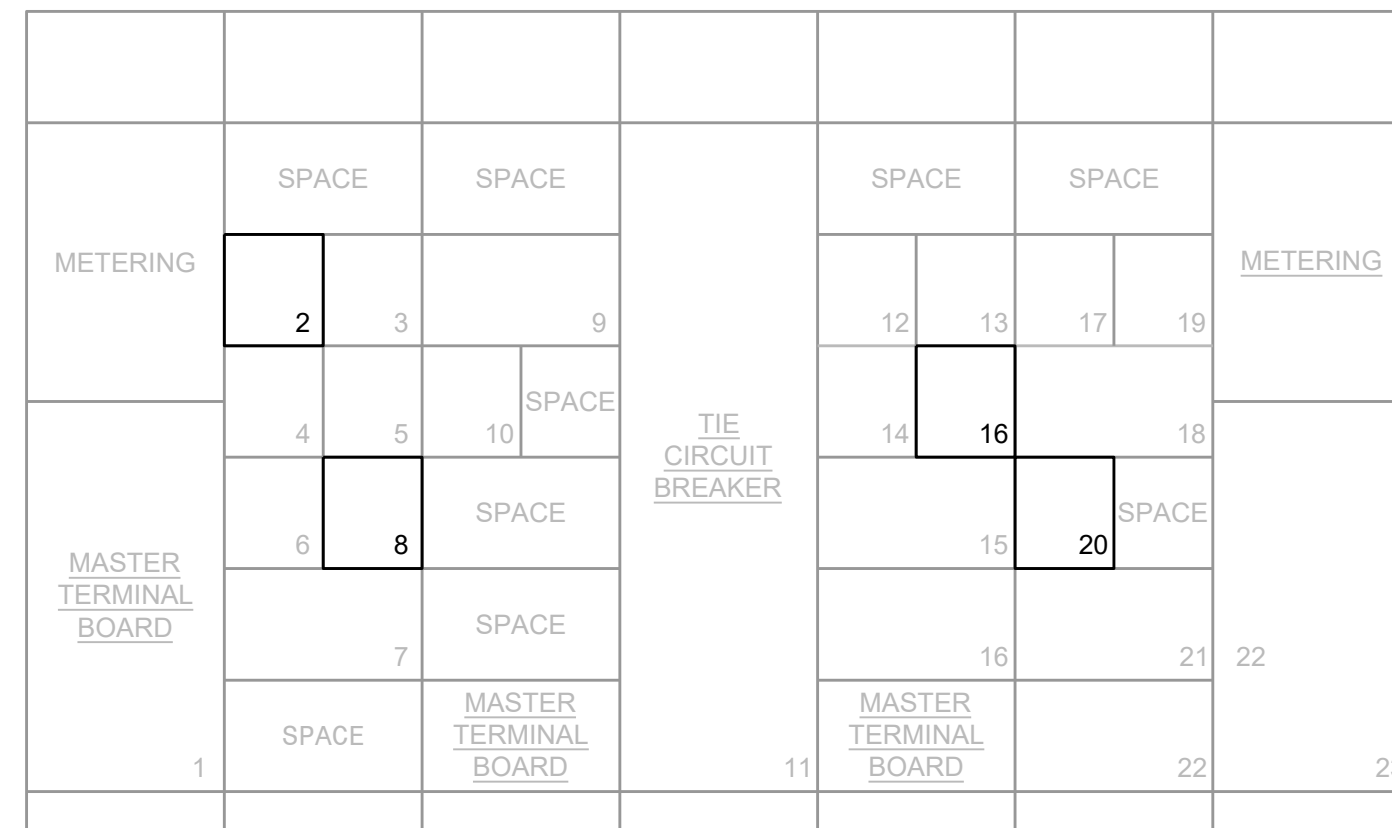 SPACE
SPACE
SPACE
SPACE
METERING
METERING
2
3
9
12
13
17
19
SPACE
4
5
10
TIE
CIRCUIT
BREAKER
14
16
18
SPACE
SPACE
6
8
15
20
MASTER
TERMINAL
BOARD
SPACE
7
16
21
22
SPACE
MASTER
TERMINAL
BOARD
MASTER
TERMINAL
BOARD
1
11
22